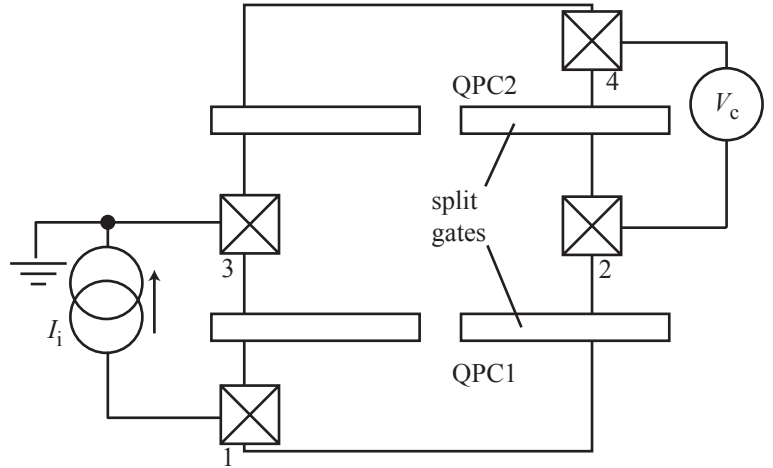 4
QPC2
V_c
split
gates
3
2
I_i
QPC1
1